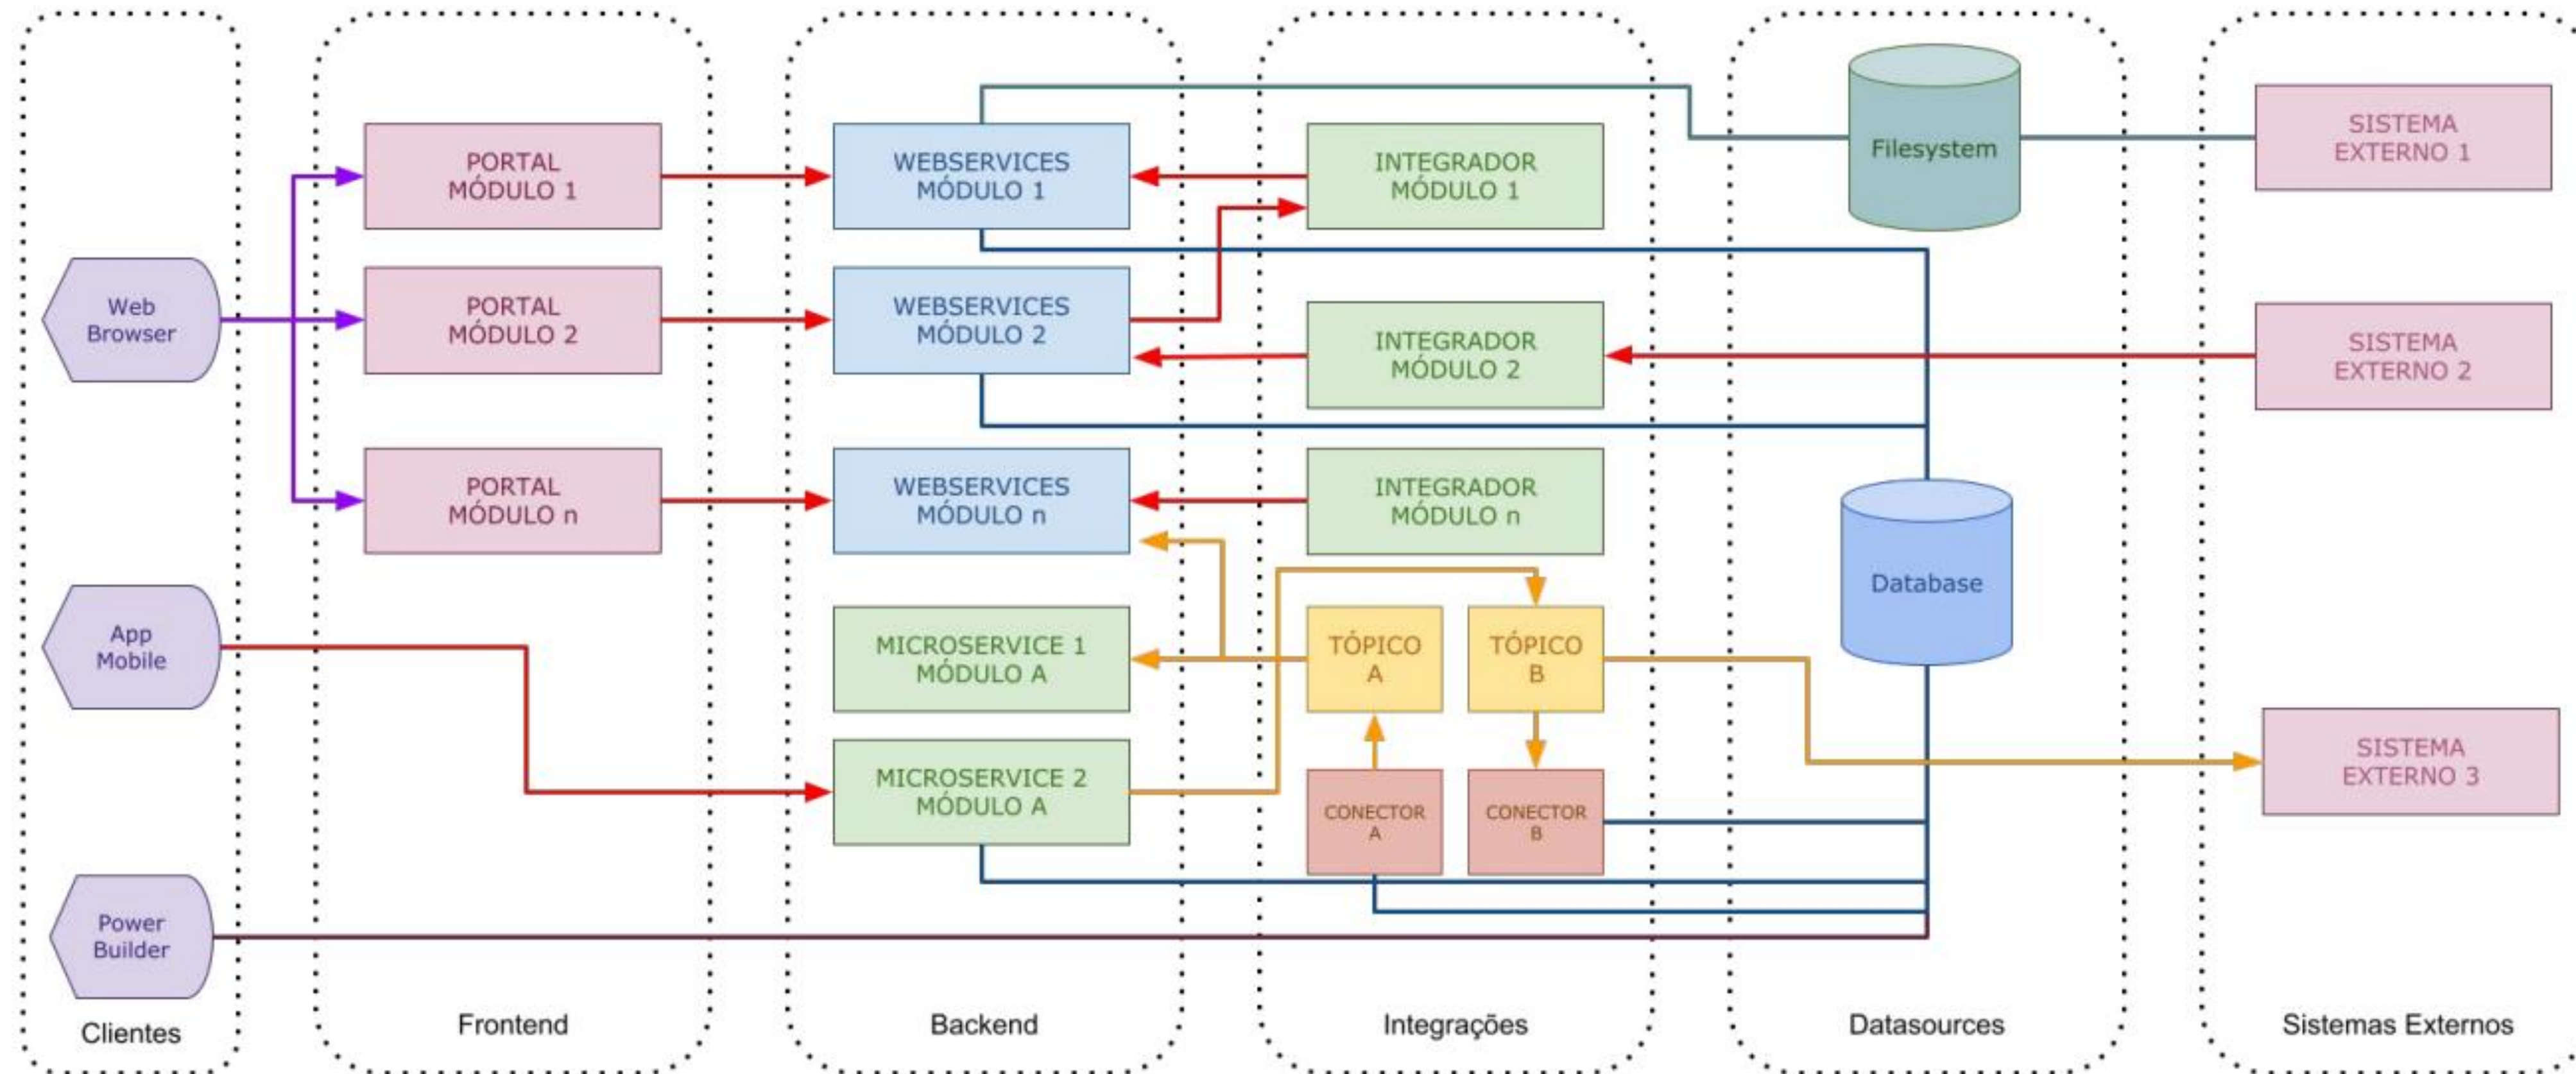 Web
Browser
App
Mobile
Power
Builder
Clientes
PORTAL
MÓDULO 1
PORTAL
MÓDULO 2
PORTAL
MÓDULO n
Frontend
WEBSERVICES
MÓDULO 1
WEBSERVICES
MÓDULO 2
WEBSERVICES
MÓDULO n
MICROSERVICE 1
MÓDULO A
MICROSERVICE 2
MÓDULO A
Backend
INTEGRADOR
MÓDULO 1
INTEGRADOR
MÓDULO 2
INTEGRADOR
MÓDULO n
TÓPICO
A
TÓPICO
B
CONECTOR
A
CONECTOR
B
Integrações
Filesystem
Database
Datasources
SISTEMA
EXTERNO 1
SISTEMA
EXTERNO 2
SISTEMA
EXTERNO 3
Sistemas Externos